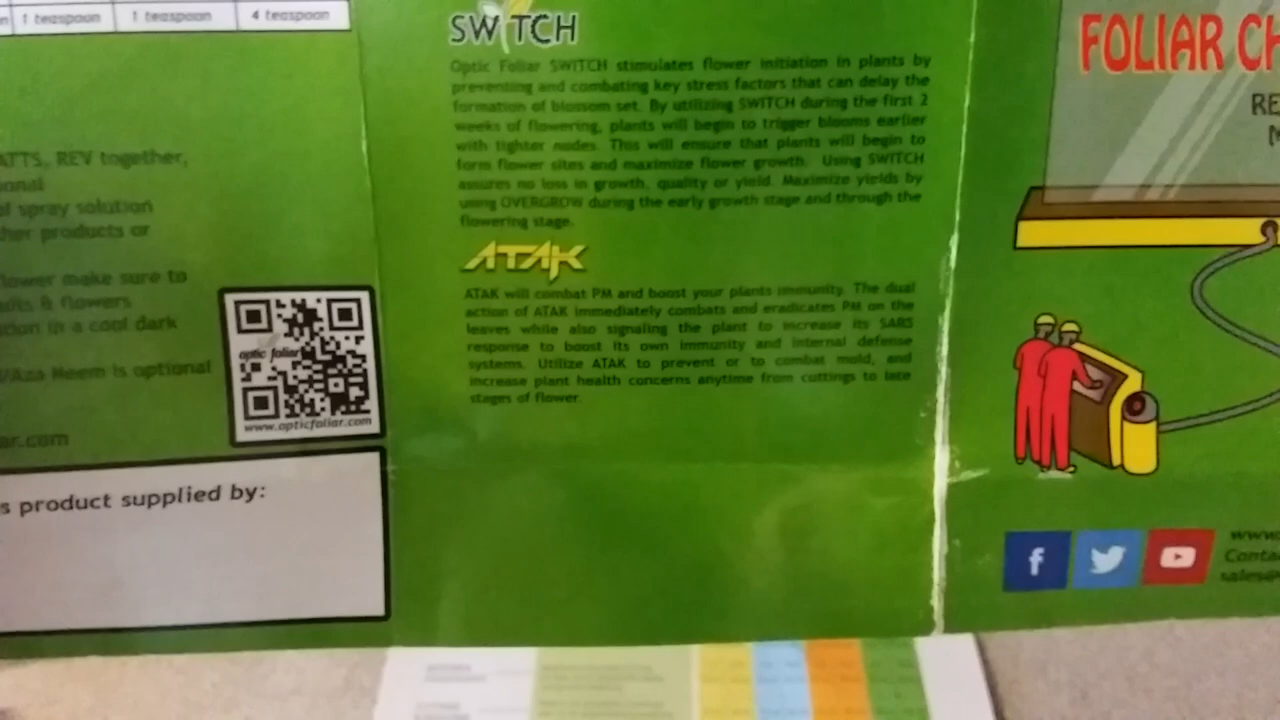 1 teaspoon 1 teaspoon 4 teaspoon
ATTS, REV together,
onal
of spray solution
her products or
lower make sure to
& flowers
tion in a cool dark
/Aza Neem is optional
ar.com
optic foliar
www.opticfoliar.com
s product supplied by:
SWITCH
Optic Foliar SWITCH stimulates flower initiation in plants by
preventing and combating key stress factors that can delay the
formation of blossom set. By utilizing SWITCH during the first 2
weeks of flowering, plants will begin to trigger blooms earlier
with tighter nodes. This will ensure that plants will begin to
form flower sites and maximize flower growth. Using SWITCH
assures no loss in growth, quality or yield. Maximize yields by
using OVERGROW during the early growth stage and through the
flowering stage.
ATAK
ATAK will combat PM and boost your plants immunity. The dual
action of ATAK immediately combats and eradicates PM on the
leaves while also signaling the plant to increase its SARS
response to boost its own immunity and internal defense
systems. Utilize ATAK to prevent or to combat mold, and
increase plant health concerns anytime from cuttings to late
stages of flower.
FOLIAR CH
RE
f
www.
Conta
sales@